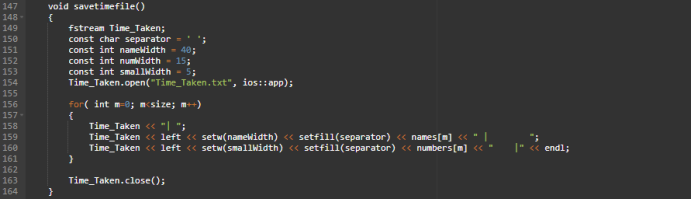 147 void savetimefile()
148 {
149 fstream Time_Taken;
150 const char separator = ' ';
151 const int nameWidth = 40;
152 const int numWidth = 15;
153 const int smallWidth = 5;
154 Time_Taken.open("Time_Taken.txt", ios::app);
155
156 for( int m=0; m<size; m++)
157 {
158 Time_Taken << "| ";
159 Time_Taken << left << setw(nameWidth) << setfill(separator) << names[m] << " |          ";
160 Time_Taken << left << setw(smallWidth) << setfill(separator) << numbers[m] << "     |" << endl;
161 }
162
163 Time_Taken.close();
164 }